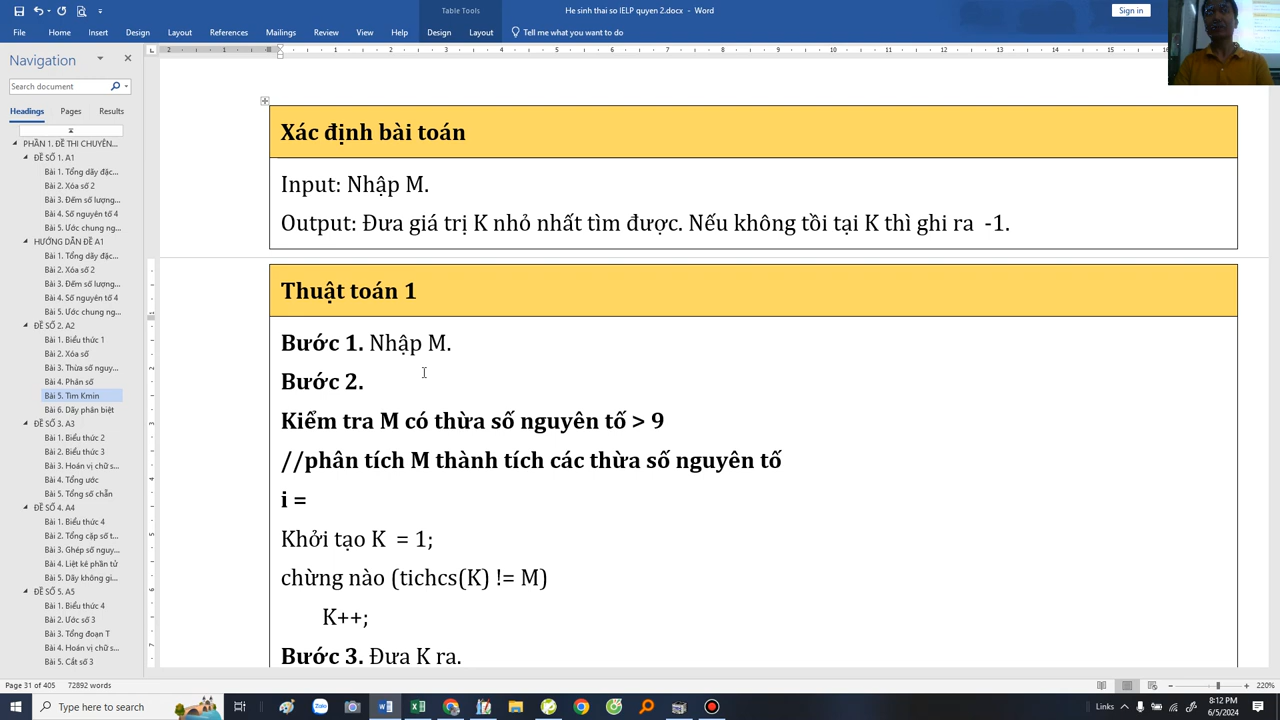 Table Tools
He sinh thai so IELP quyen 2.docx - Word
Sign in
File Home Insert Design Layout References Mailings Review View Help Design Layout Tell me what you want to do
Navigation
Search document
Headings Pages Results
PHẦN 1. ĐỀ THI CHUYÊN...
ĐỀ SỐ 1. A1
Bài 1. Tổng dãy đặc...
Bài 2. Xóa số 2
Bài 3. Đếm số lượng...
Bài 4. Số nguyên tố 4
Bài 5. Ước chung ng...
HƯỚNG DẪN ĐỀ A1
Bài 1. Tổng dãy đặc...
Bài 2. Xóa số 2
Bài 3. Đếm số lượng...
Bài 4. Số nguyên tố 4
Bài 5. Ước chung ng...
ĐỀ SỐ 2. A2
Bài 1. Biểu thức 1
Bài 2. Xóa số
Bài 3. Thừa số nguy...
Bài 4. Phân số
Bài 5. Tìm Kmin
Bài 6. Dãy phân biệt
ĐỀ SỐ 3. A3
Bài 1. Biểu thức 2
Bài 2. Biểu thức 3
Bài 3. Hoán vị chữ s...
Bài 4. Tổng ước
Bài 5. Tổng số chẵn
ĐỀ SỐ 4. A4
Bài 1. Biểu thức 4
Bài 2. Tổng cặp số t...
Bài 3. Ghép số nguy...
Bài 4. Liệt kê phần tử
Bài 5. Dãy không gi...
ĐỀ SỐ 5. A5
Bài 1. Biểu thức 4
Bài 2. Ước số 3
Bài 3. Tổng đoạn T
Bài 4. Hoán vị chữ s...
Bài 5. Cắt số 3
Xác định bài toán
Input: Nhập M.
Output: Đưa giá trị K nhỏ nhất tìm được. Nếu không tồi tại K thì ghi ra -1.
Thuật toán 1
Bước 1. Nhập M.
Bước 2.
Kiểm tra M có thừa số nguyên tố > 9
//phân tích M thành tích các thừa số nguyên tố
i =
Khởi tạo K = 1;
chừng nào (tichcs(K) != M)
K++;
Bước 3. Đưa K ra.
Page 31 of 405 72892 words
220%
Type here to search
8:12 PM
6/5/2024